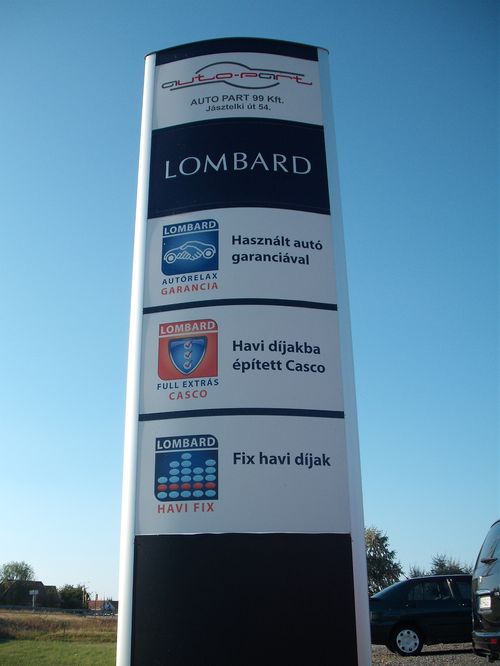 auto-part
AUTO PART 99 Kft.
Jásztelki út 54.
LOMBARD
LOMBARD
AUTÓRELAX
GARANCIA
Használt autó
garanciával
LOMBARD
FULL EXTRÁS
CASCO
Havi díjakba
épített Casco
LOMBARD
HAVI FIX
Fix havi díjak